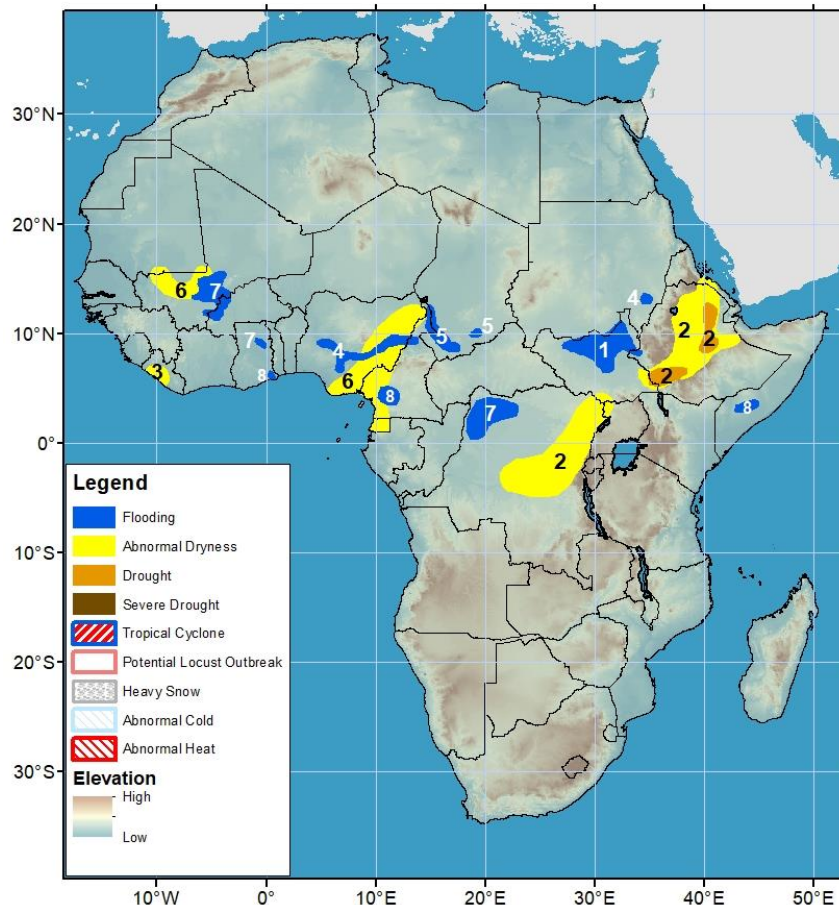 30°N
20°N
10°N
0°
10°S
20°S
30°S
6
7
4
5
5
2
2
7
4
1
3
8
6
8
2
7
8
2
Legend
Flooding
Abnormal Dryness
Drought
Severe Drought
Tropical Cyclone
Potential Locust Outbreak
Heavy Snow
Abnormal Cold
Abnormal Heat
Elevation
High
Low
10°W
0°
10°E
20°E
30°E
40°E
50°E